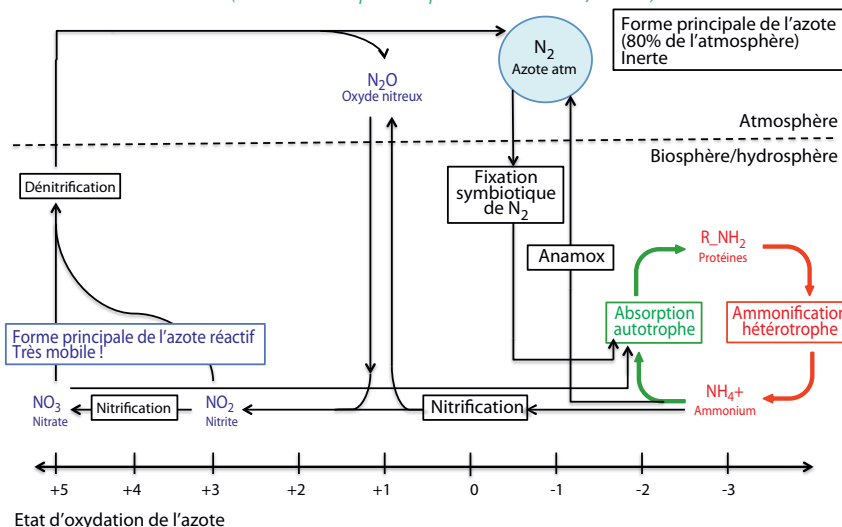 N2
Azote atm
Forme principale de l'azote
(80% de l'atmosphère)
Inerte
N2O
Oxyde nitreux
Atmosphère
Biosphère/hydrosphère
Dénitrification
Fixation
symbiotique
de N2
Anamox
R_NH2
Protéines
Absorption
autotrophe
Ammonification
hétérotrophe
Forme principale de l'azote réactif
Très mobile !
NO3
Nitrate
Nitrification
NO2
Nitrite
Nitrification
NH4+
Ammonium
+5 +4 +3 +2 +1 0 -1 -2 -3
Etat d'oxydation de l'azote